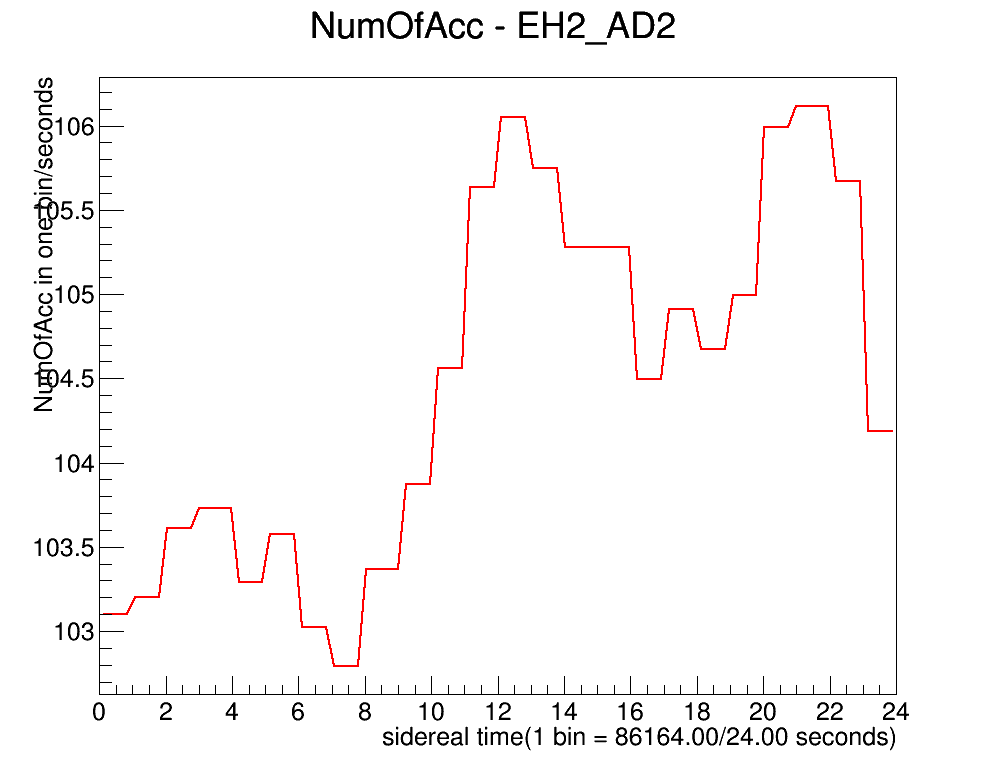 NumOfAcc - EH2_AD2
NumOfAcc in one bin/seconds
106
105.5
105
104.5
104
103.5
103
0 2 4 6 8 10 12 14 16 18 20 22 24
sidereal time(1 bin = 86164.00/24.00 seconds)